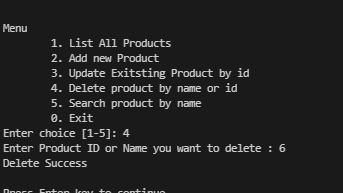 Menu
1. List All Products
2. Add new Product
3. Update Exitsting Product by id
4. Delete product by name or id
5. Search product by name
0. Exit
Enter choice [1-5]: 4
Enter Product ID or Name you want to delete : 6
Delete Success
Press Enter key to continue